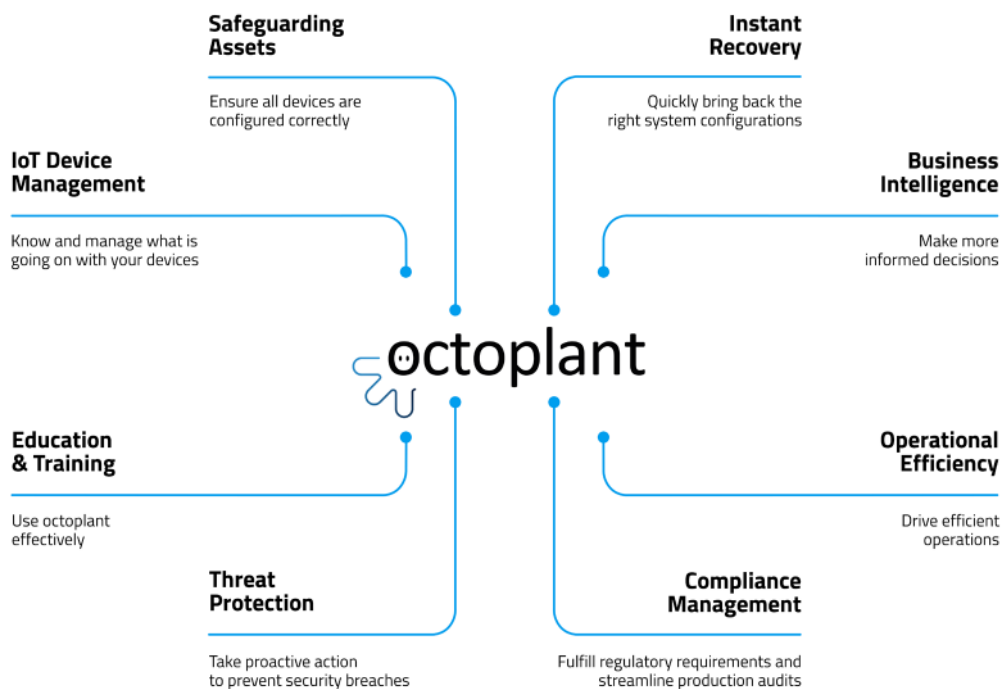 Safeguarding
Assets
Ensure all devices are
configured correctly
Instant
Recovery
Quickly bring back the
right system configurations
IoT Device
Management
Know and manage what is
going on with your devices
Business
Intelligence
Make more
informed decisions
octoplant
Education
& Training
Use octoplant
effectively
Operational
Efficiency
Drive efficient
operations
Threat
Protection
Take proactive action
to prevent security breaches
Compliance
Management
Fulfill regulatory requirements and
streamline production audits